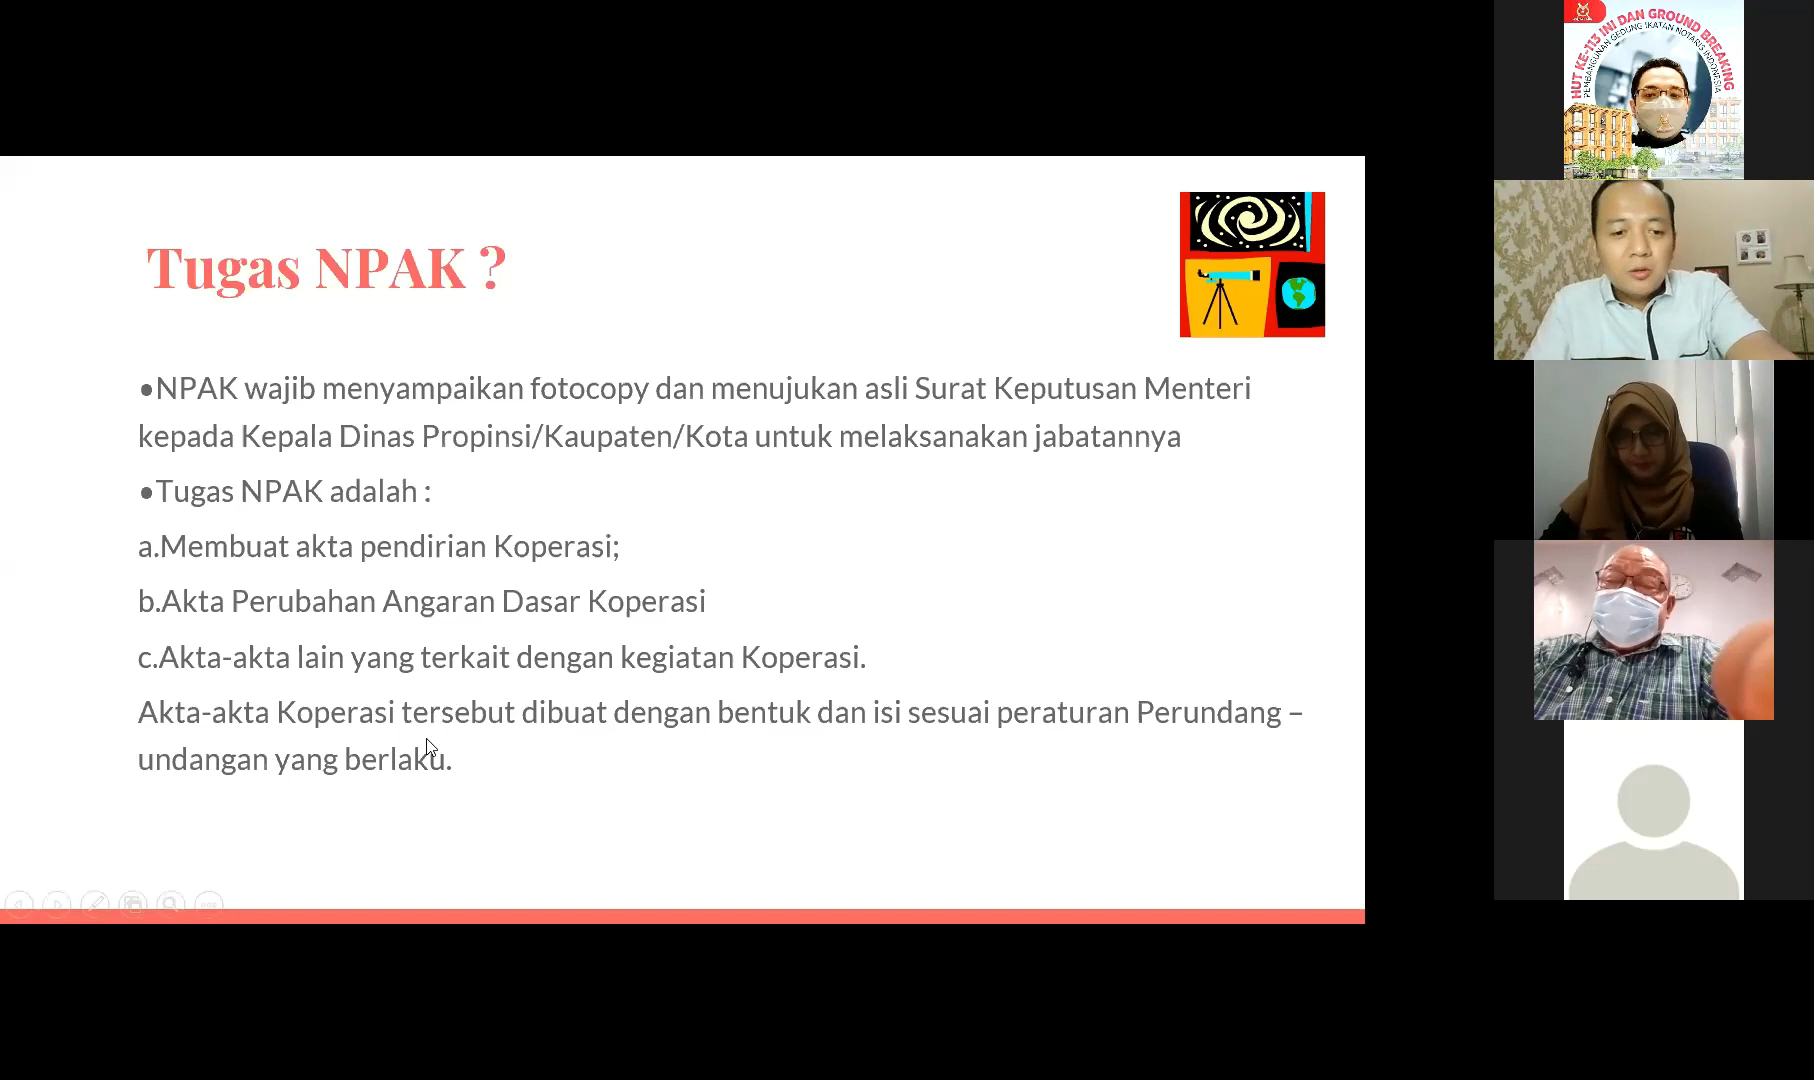 Tugas NPAK ?
•NPAK wajib menyampaikan fotocopy dan menujukan asli Surat Keputusan Menteri
kepada Kepala Dinas Propinsi/Kaupaten/Kota untuk melaksanakan jabatannya
•Tugas NPAK adalah :
a.Membuat akta pendirian Koperasi;
b.Akta Perubahan Angaran Dasar Koperasi
c.Akta-akta lain yang terkait dengan kegiatan Koperasi.
Akta-akta Koperasi tersebut dibuat dengan bentuk dan isi sesuai peraturan Perundang –
undangan yang berlaku.
HUT KE-113 INI DAN GROUND BREAKING
PEMBANGUNAN GEDUNG IKATAN NOTARIS INDONESIA